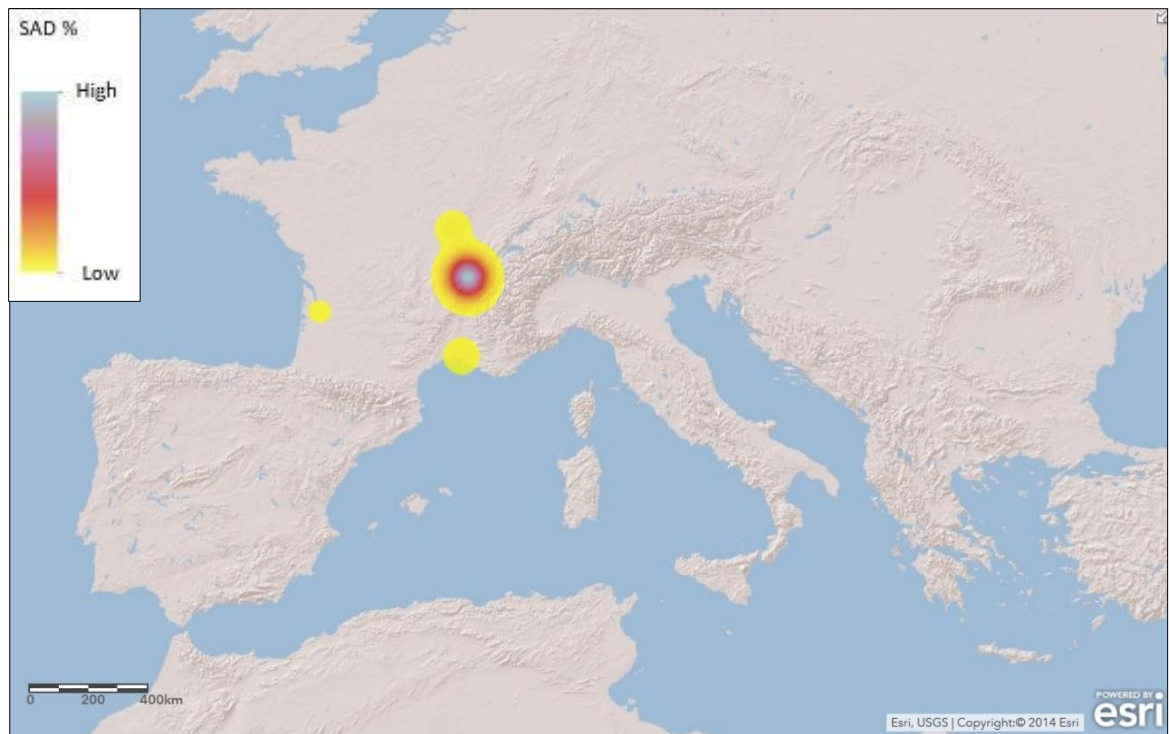 SAD %
High
Low
0 200 400km
Esri, USGS | Copyright:© 2014 Esri
POWERED BY
esri